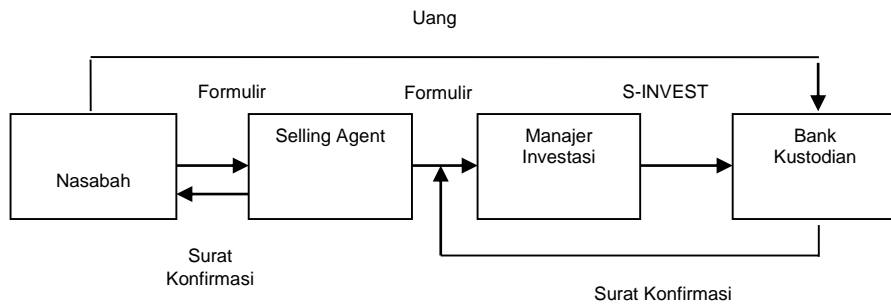 Uang
Formulir
Formulir
S-INVEST
Nasabah
Selling Agent
Manajer
Investasi
Bank
Kustodian
Surat
Konfirmasi
Surat Konfirmasi